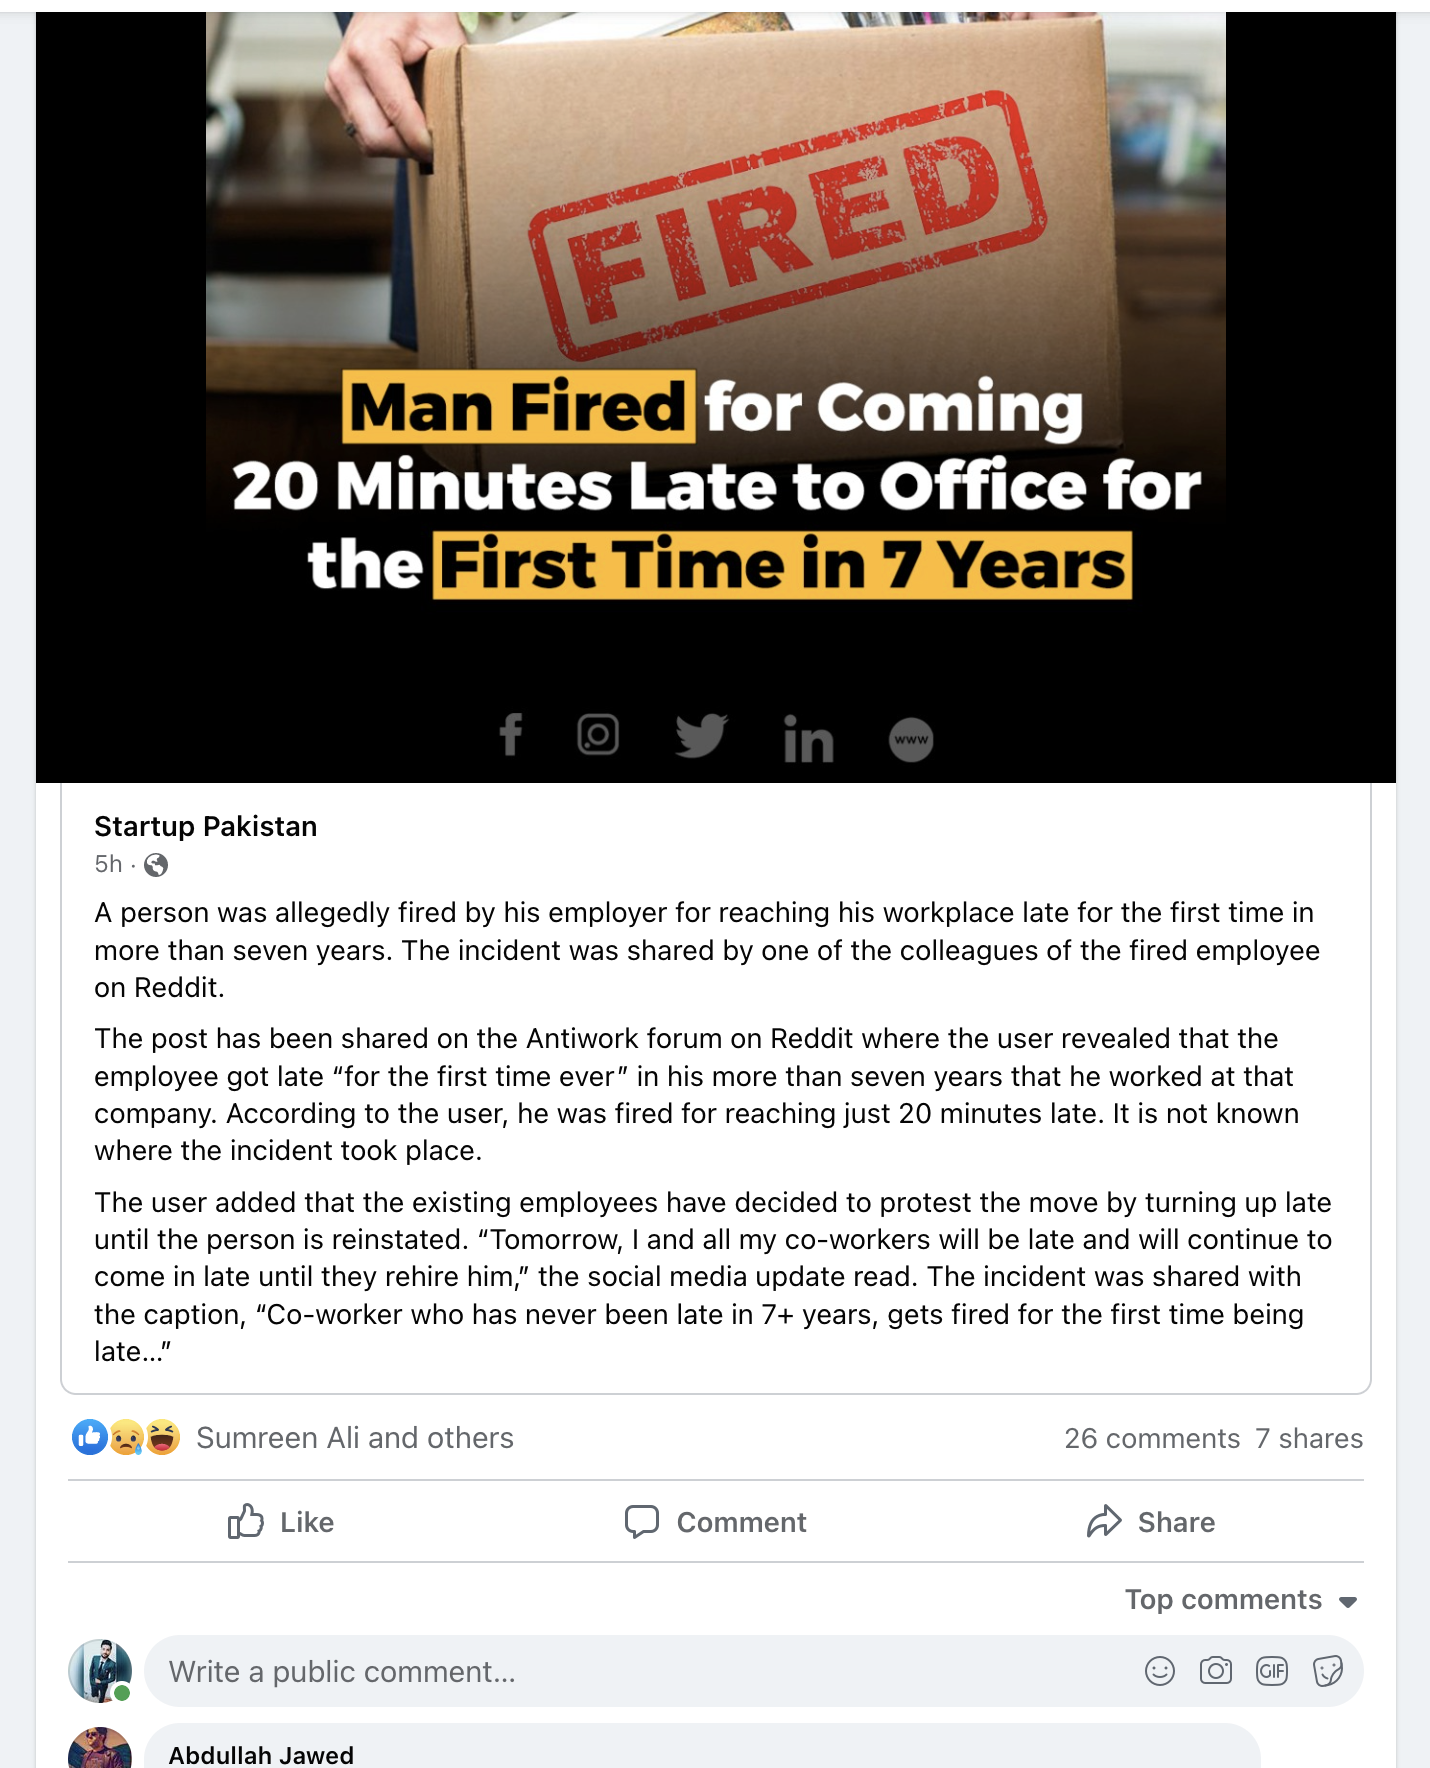 FIRED
Man Fired for Coming
20 Minutes Late to Office for
the First Time in 7 Years
f
in
www
Startup Pakistan
5h ·
A person was allegedly fired by his employer for reaching his workplace late for the first time in
more than seven years. The incident was shared by one of the colleagues of the fired employee
on Reddit.
The post has been shared on the Antiwork forum on Reddit where the user revealed that the
employee got late “for the first time ever” in his more than seven years that he worked at that
company. According to the user, he was fired for reaching just 20 minutes late. It is not known
where the incident took place.
The user added that the existing employees have decided to protest the move by turning up late
until the person is reinstated. “Tomorrow, I and all my co-workers will be late and will continue to
come in late until they rehire him,” the social media update read. The incident was shared with
the caption, “Co-worker who has never been late in 7+ years, gets fired for the first time being
late...”
Sumreen Ali and others
26 comments 7 shares
Like
Comment
Share
Top comments
Write a public comment...
GIF
Abdullah Jawed